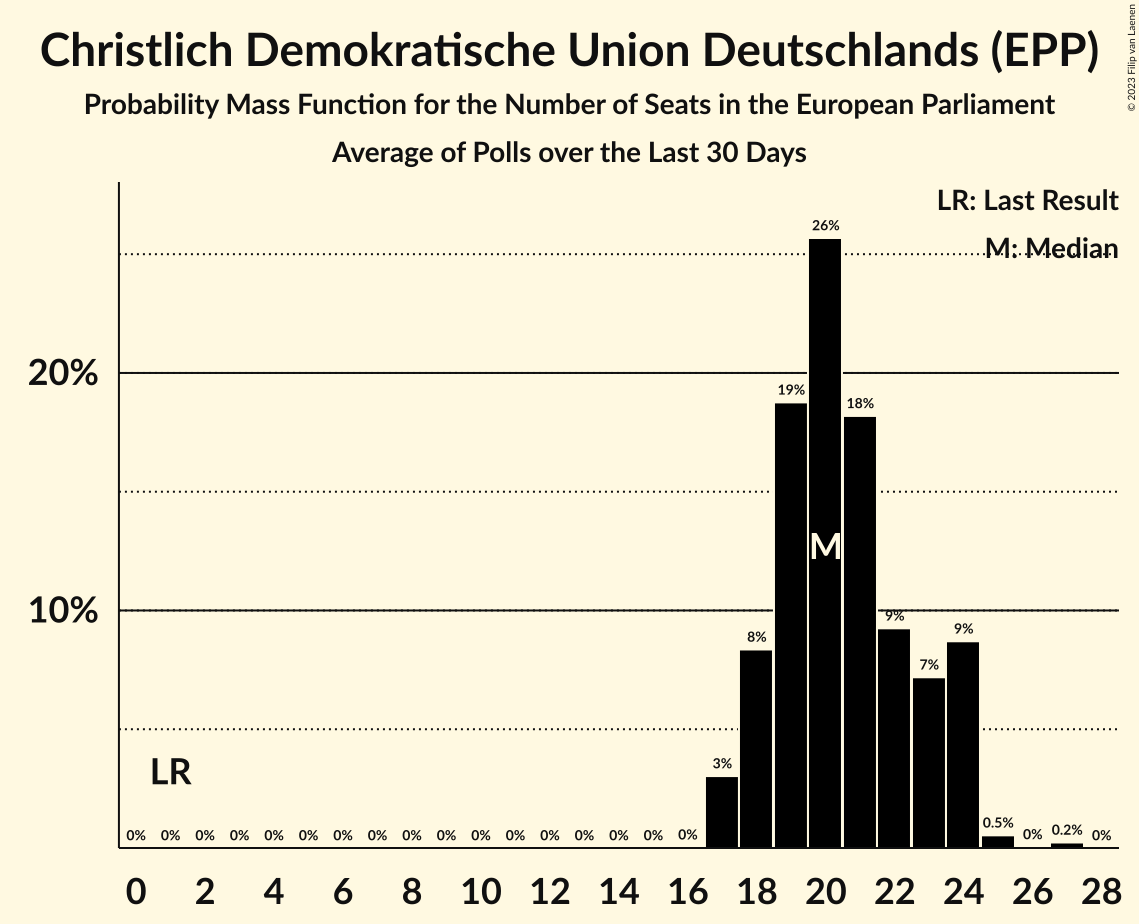 Christlich Demokratische Union Deutschlands (EPP)
Probability Mass Function for the Number of Seats in the European Parliament
Average of Polls over the Last 30 Days
© 2023 Filip van Laenen
LR: Last Result
M: Median
26%
20%
19%
18%
M
10%
9%
9%
8%
7%
LR
3%
0% 0% 0% 0% 0% 0% 0% 0% 0% 0% 0% 0% 0% 0% 0% 0% 0% 0.5% 0% 0.2% 0%
0 2 4 6 8 10 12 14 16 18 20 22 24 26 28